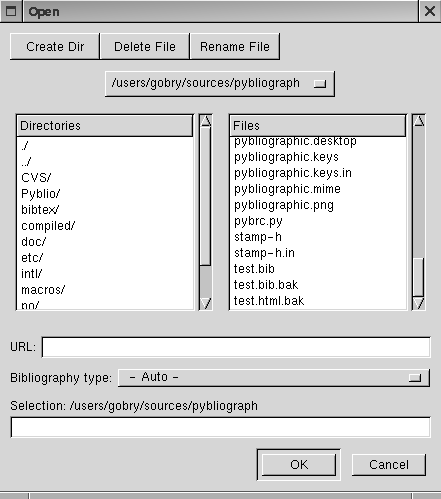 Open
Create Dir Delete File Rename File
/users/gobry/sources/pybliograph
Directories
./
../
CVS/
Pyblio/
bibtex/
compiled/
doc/
etc/
intl/
macros/
po/
Files
pybliographic.desktop
pybliographic.keys
pybliographic.keys.in
pybliographic.mime
pybliographic.png
pybrc.py
stamp-h
stamp-h.in
test.bib
test.bib.bak
test.html.bak
URL:
Bibliography type: - Auto -
Selection: /users/gobry/sources/pybliograph
OK Cancel